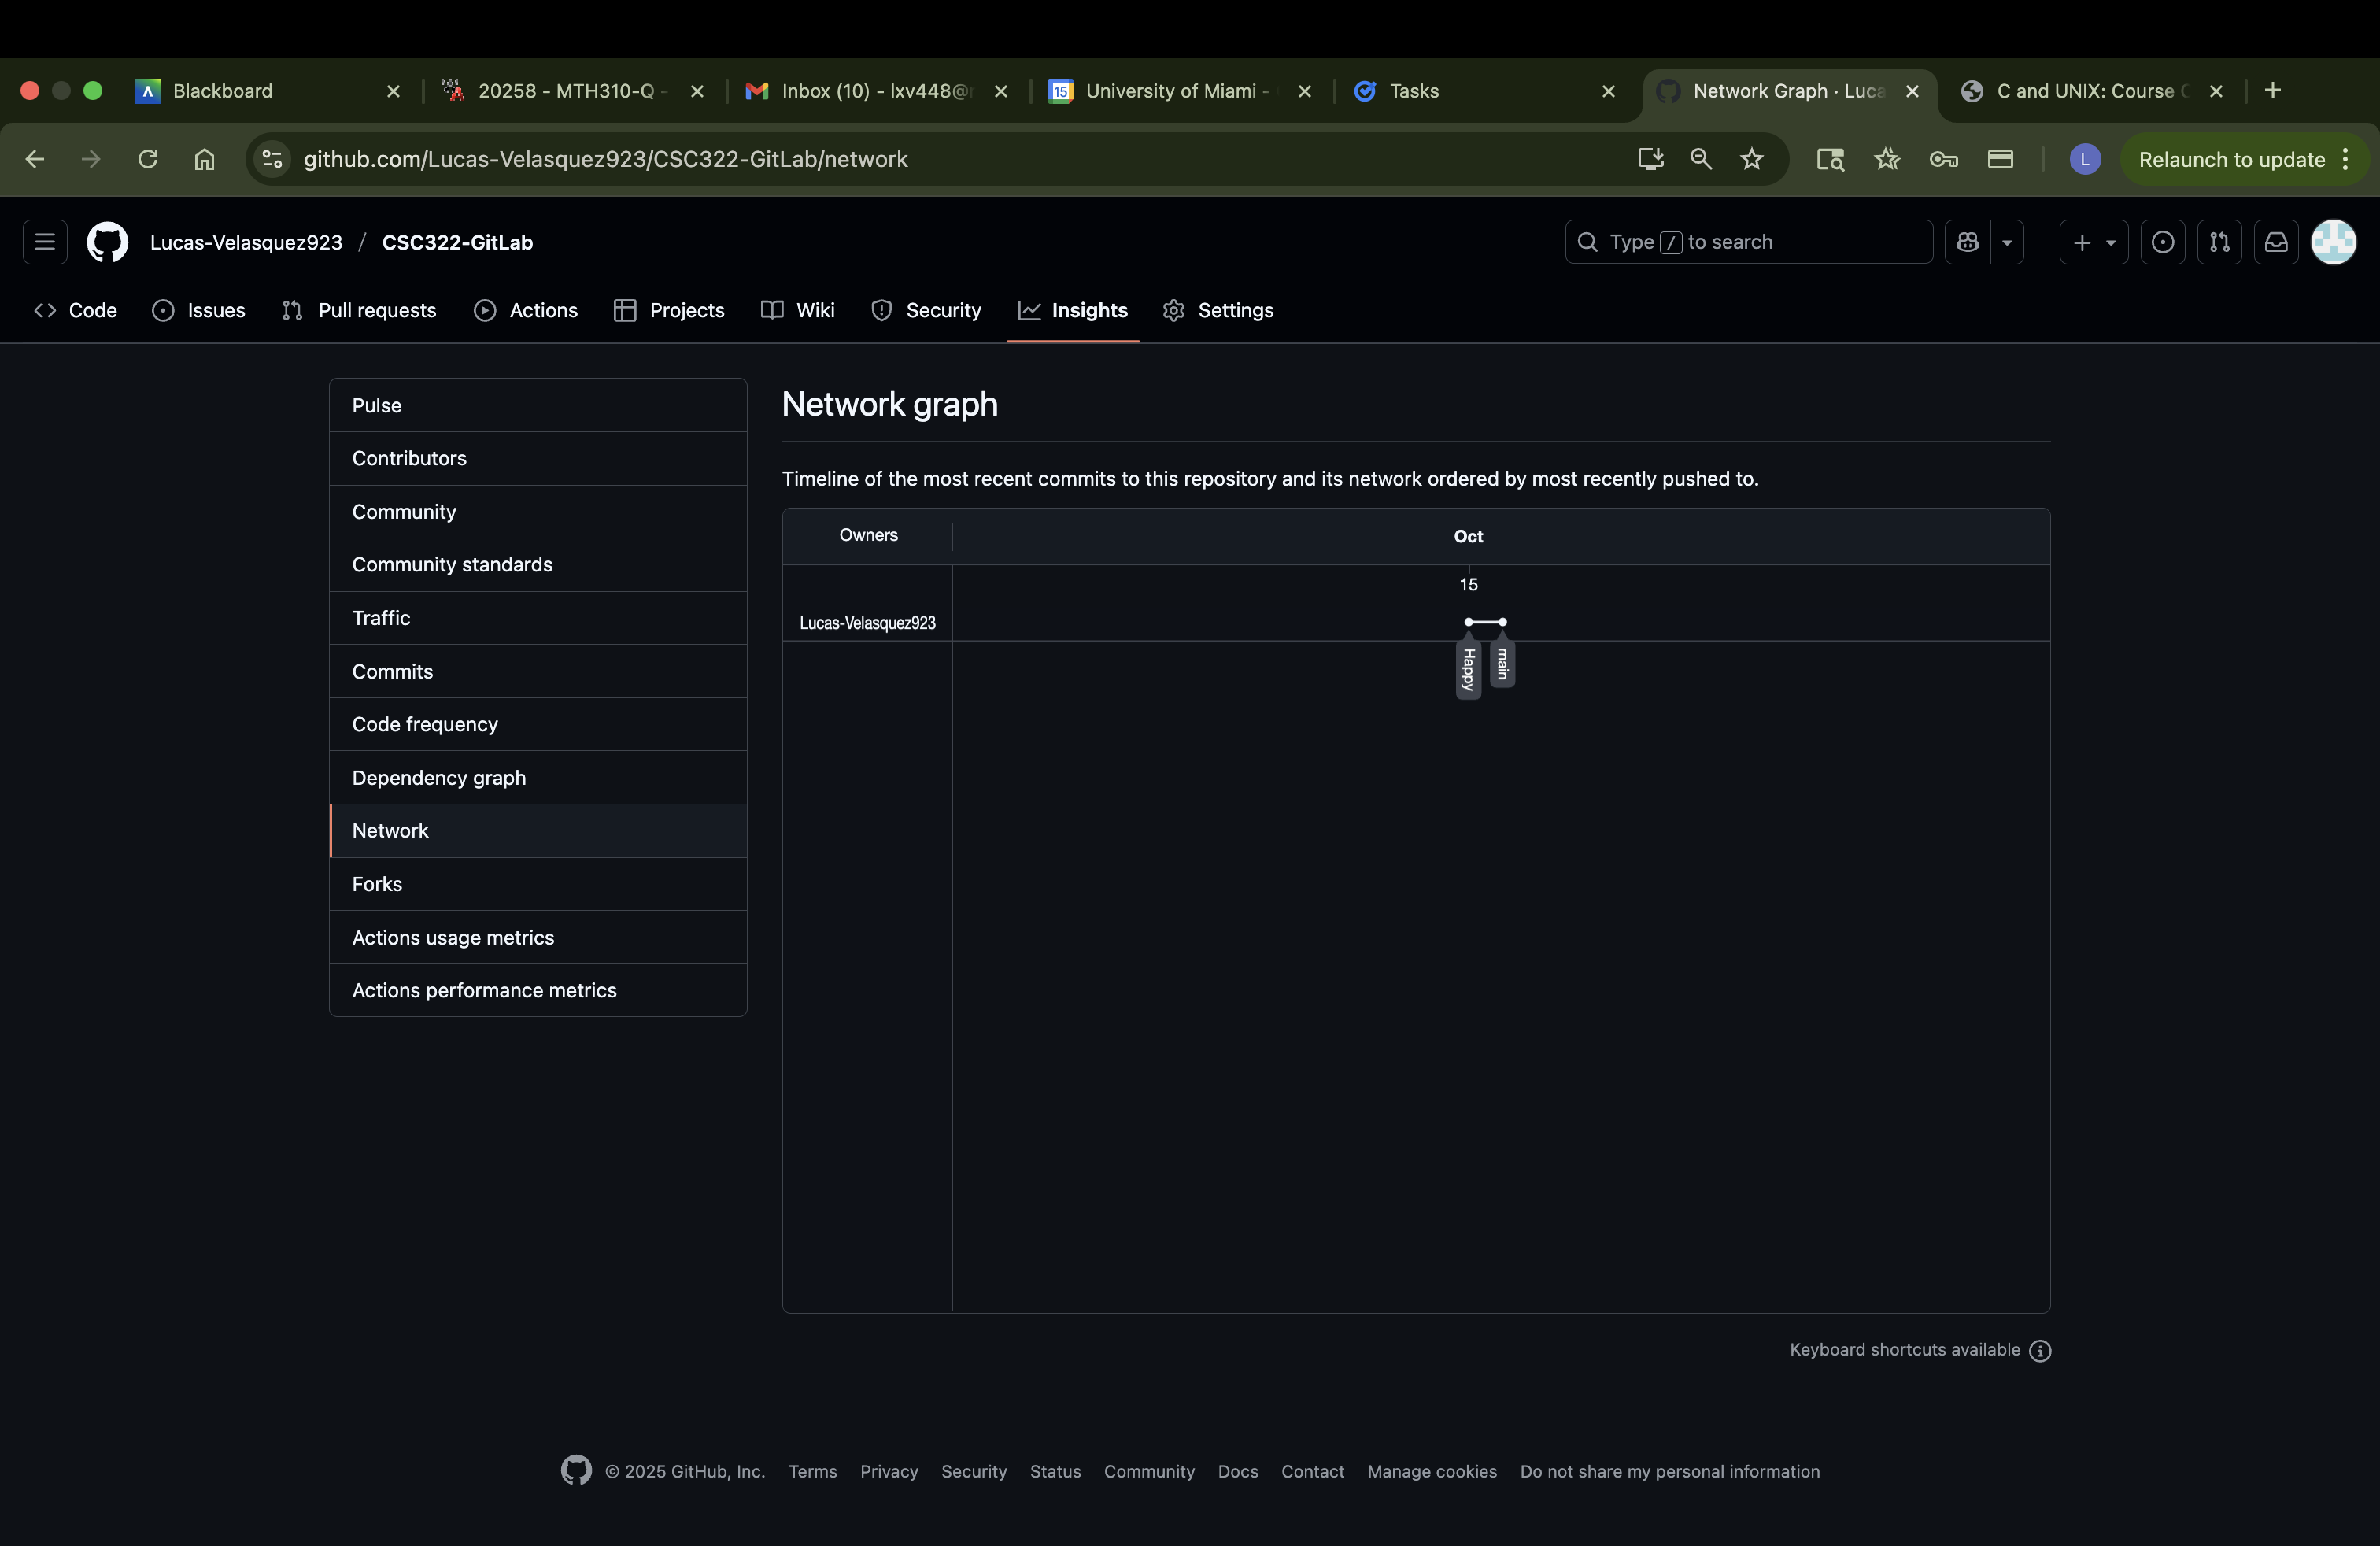 Blackboard
20258 - MTH310-Q -
Inbox (10) - lxv448@
University of Miami -
Tasks
Network Graph · Luca
C and UNIX: Course
github.com/Lucas-Velasquez923/CSC322-GitLab/network
L
Relaunch to update
Lucas-Velasquez923 / CSC322-GitLab
Type / to search
Code
Issues
Pull requests
Actions
Projects
Wiki
Security
Insights
Settings
Pulse
Contributors
Community
Community standards
Traffic
Commits
Code frequency
Dependency graph
Network
Forks
Actions usage metrics
Actions performance metrics
Network graph
Timeline of the most recent commits to this repository and its network ordered by most recently pushed to.
Owners
Oct
15
Lucas-Velasquez923
Happy
main
Keyboard shortcuts available
© 2025 GitHub, Inc.
Terms
Privacy
Security
Status
Community
Docs
Contact
Manage cookies
Do not share my personal information